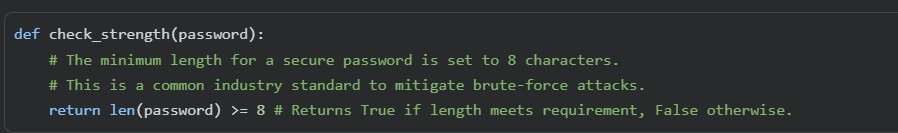 def check_strength(password):
    # The minimum length for a secure password is set to 8 characters.
    # This is a common industry standard to mitigate brute-force attacks.
    return len(password) >= 8 # Returns True if length meets requirement, False otherwise.